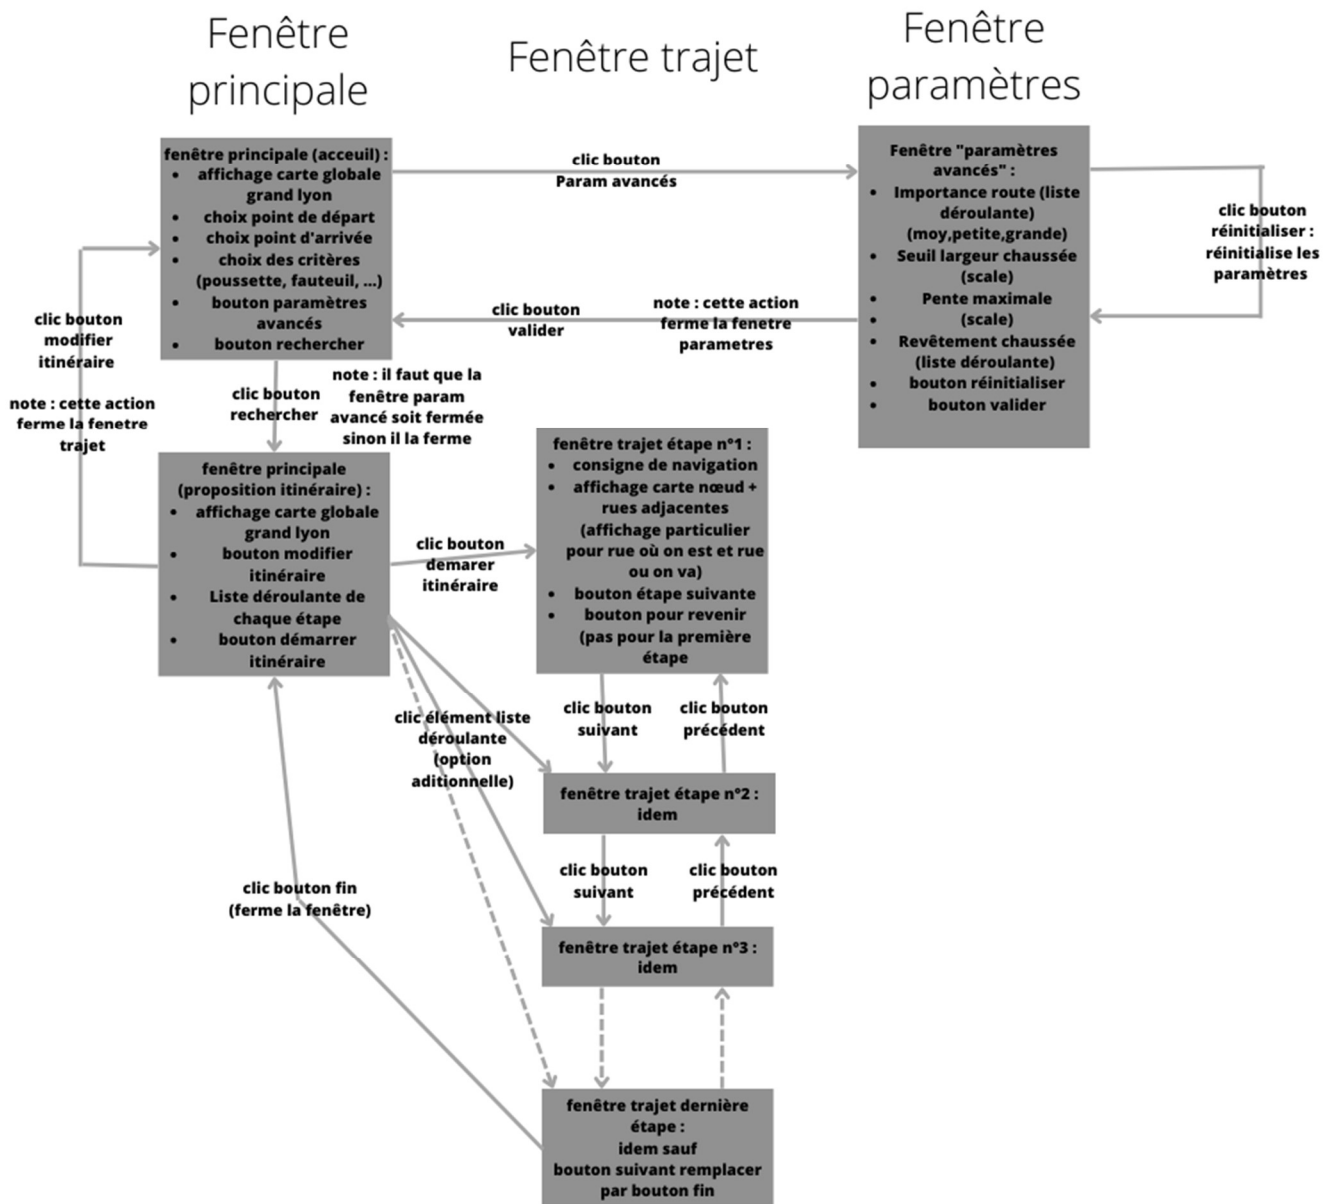 Fenêtre
principale
Fenêtre trajet
Fenêtre
paramètres
fenêtre principale (acceuil) :
• affichage carte globale
grand lyon
• choix point de départ
• choix point d'arrivée
• choix des critères
(poussette, fauteuil, ...)
• bouton paramètres
avancés
• bouton rechercher
clic bouton
Param avancés
Fenêtre "paramètres
avancés" :
• Importance route (liste
déroulante)
(moy,petite,grande)
• Seuil largeur chaussée
(scale)
• Pente maximale
• (scale)
• Revêtement chaussée
(liste déroulante)
• bouton réinitialiser
• bouton valider
clic bouton
réinitialiser :
réinitialise les
paramètres
clic bouton
valider
note : cette action
ferme la fenetre
parametres
clic bouton
modifier
itinéraire
note : cette action
ferme la fenetre
trajet
clic bouton
rechercher
note : il faut que la
fenêtre param
avancé soit fermée
sinon il la ferme
fenêtre principale
(proposition itinéraire) :
• affichage carte globale
grand lyon
• bouton modifier
itinéraire
• Liste déroulante de
chaque étape
• bouton démarrer
itinéraire
clic bouton
demarer
itinéraire
fenêtre trajet étape n°1 :
• consigne de navigation
• affichage carte nœud +
rues adjacentes
(affichage particulier
pour rue où on est et rue
ou on va)
• bouton étape suivante
• bouton pour revenir
(pas pour la première
étape
clic élément liste
déroulante
(option
aditionnelle)
clic bouton
suivant
clic bouton
précédent
fenêtre trajet étape n°2 :
idem
clic bouton
suivant
clic bouton
précédent
clic bouton fin
(ferme la fenêtre)
fenêtre trajet étape n°3 :
idem
fenêtre trajet dernière
étape :
idem sauf
bouton suivant remplacer
par bouton fin